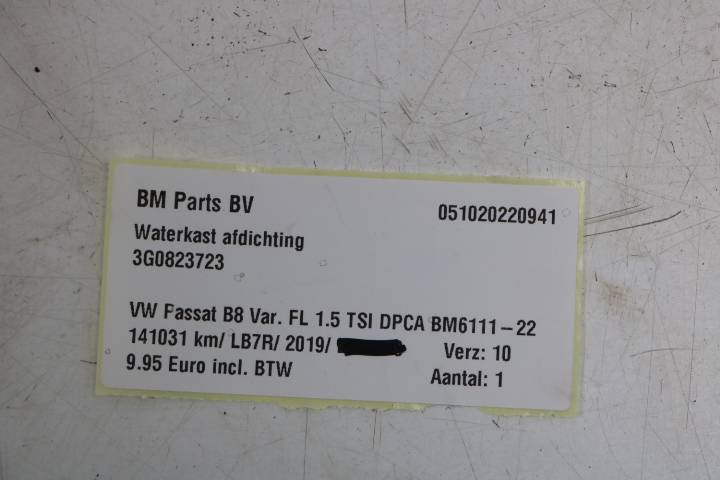 BM Parts BV 051020220941
Waterkast afdichting
3G0823723
VW Passat B8 Var. FL 1.5 TSI DPCA BM6111-22
141031 km/ LB7R/ 2019/ Verz: 10
9.95 Euro incl. BTW Aantal: 1